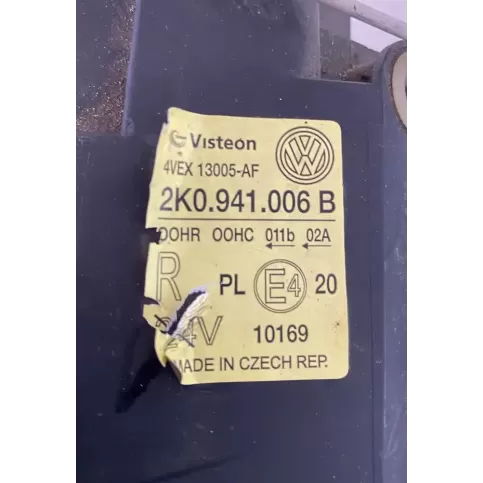 Visteon
4VEX 13005-AF
2K0.941.006 B
OOHR OOHC 011b 02A
R PL E4 20
24V 10169
MADE IN CZECH REP.